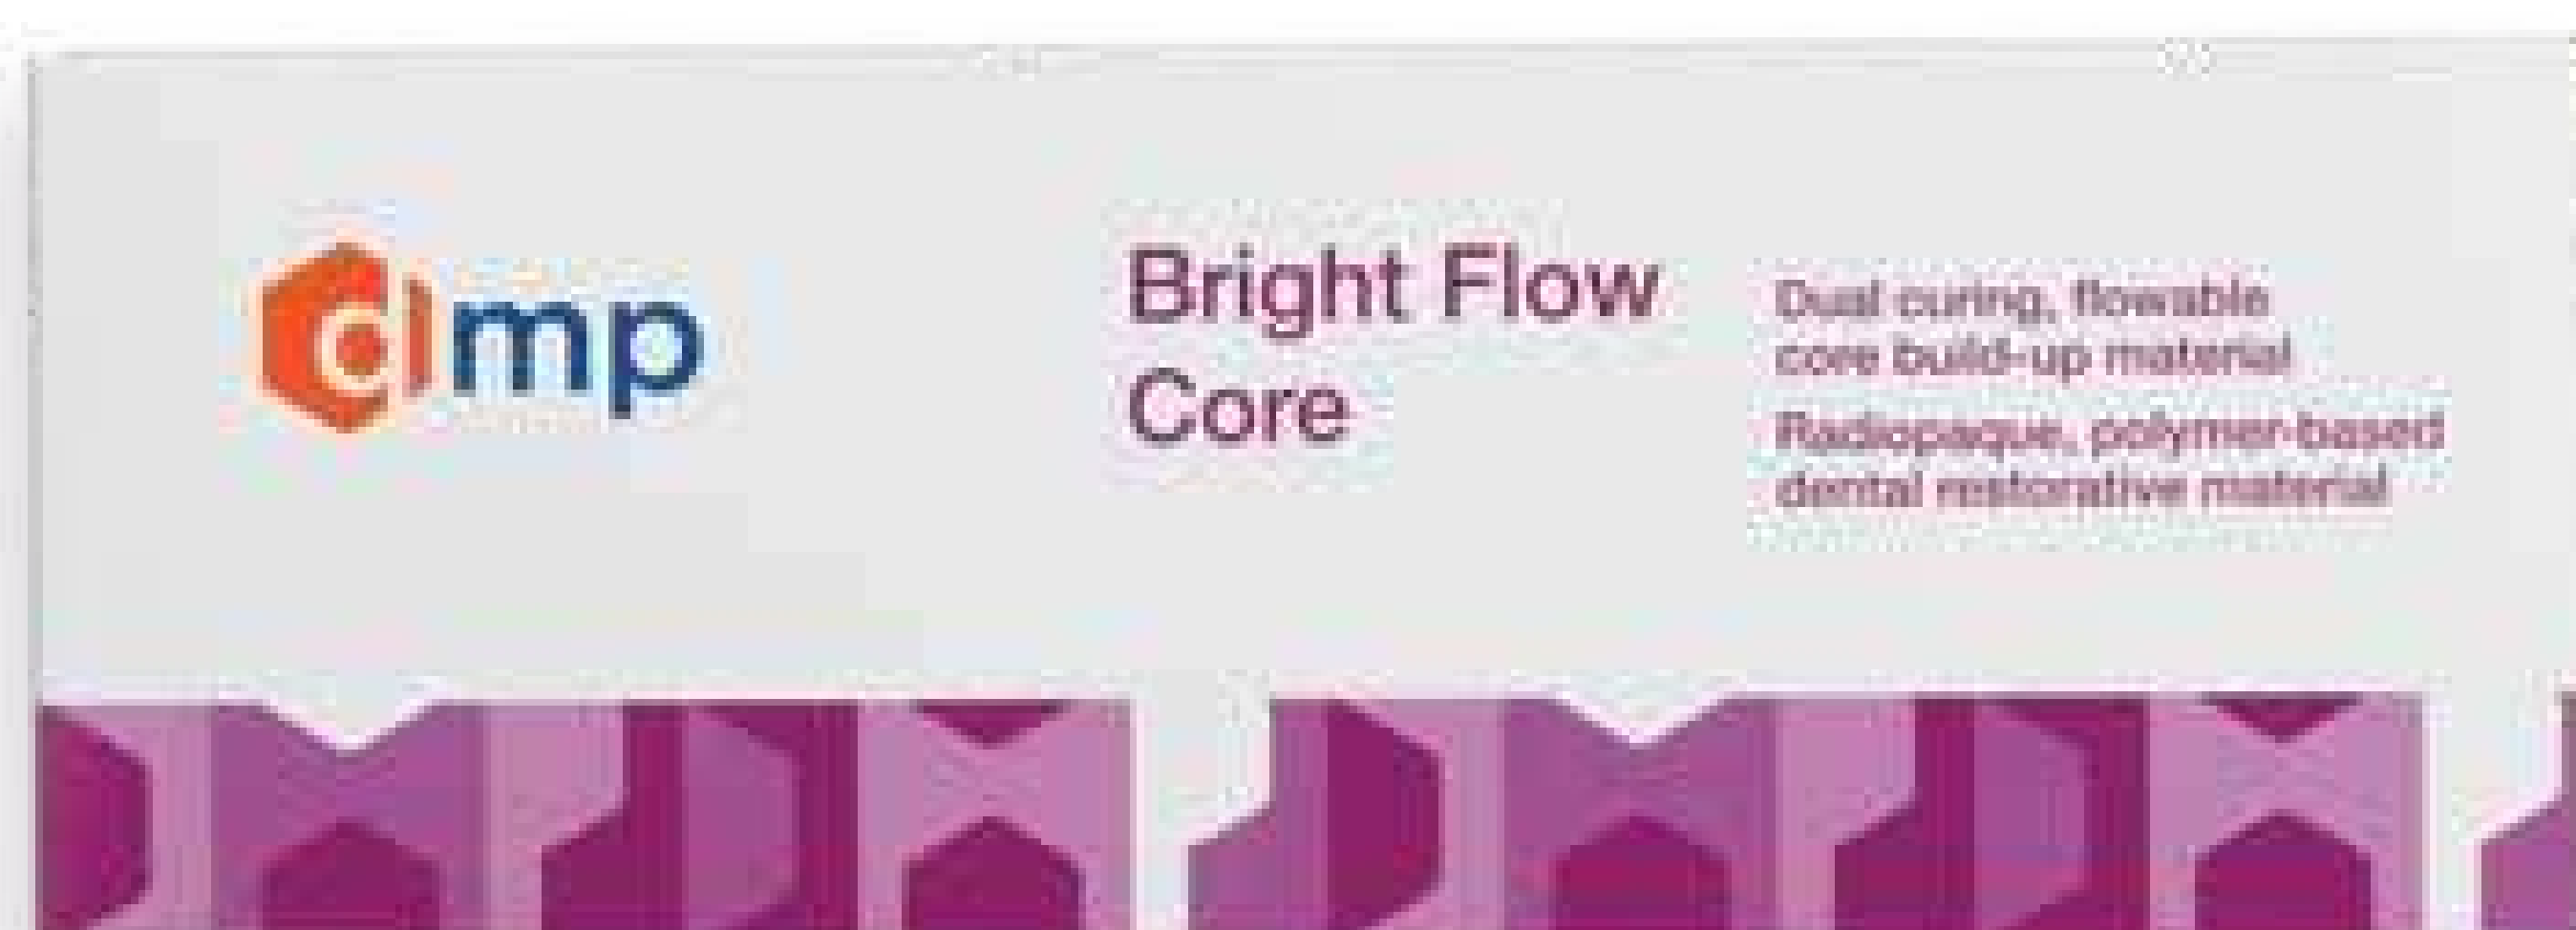 dmp
Bright Flow
Core
Dual curing, flowable
core build-up material
Radiopaque, polymer-based
dental restorative material